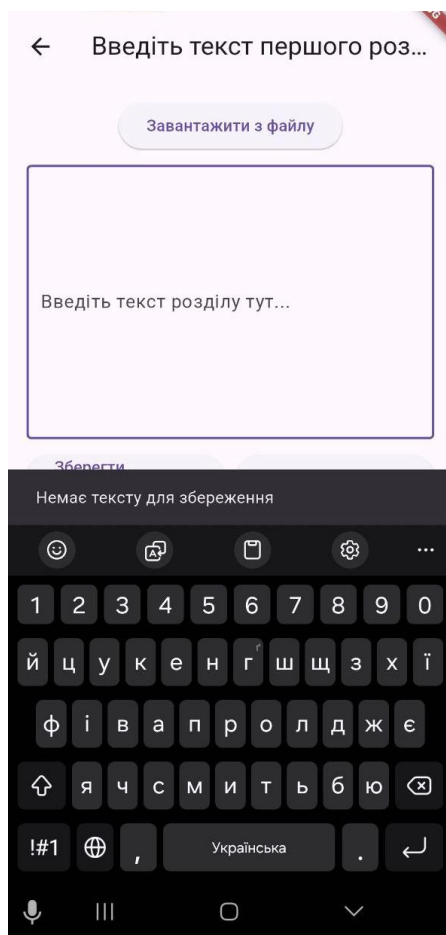 Введіть текст першого роз...
Завантажити з файлу
Введіть текст розділу тут...
Зберегти
Немає тексту для збереження
1 2 3 4 5 6 7 8 9 0
й ц у к е н г ґ ш щ з х ї
ф і в а п р о л д ж є
я ч с м и т ь б ю
!#1 , Українська .